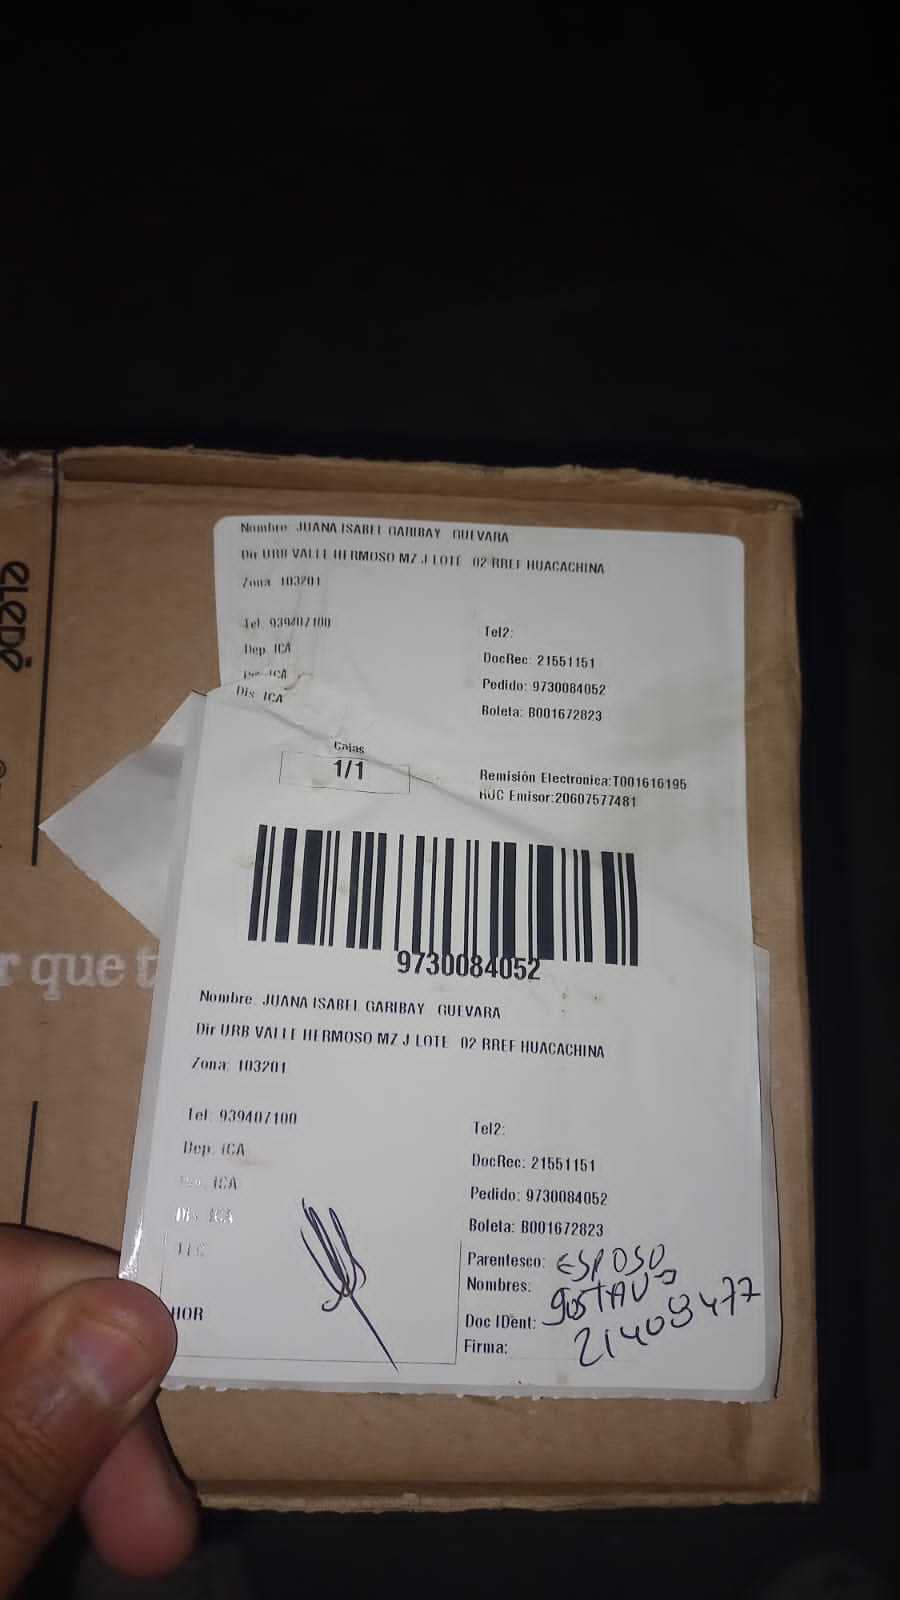 Nombre: JUANA ISABEL GARIBAY GUEVARA
Dir URB VALLE HERMOSO MZ J LOTE 02 RREF HUACACHINA
Zona: 103201
Tel: 939407100
Tel2:
Dep: ICA
DocRec: 21551151
ICA
Pedido: 9730084052
Dis: ICA
Boleta: B001672823
Cajas
1/1
Remisión Electrónica:T001616195
RUC Emisor:20607577481
9730084052
Nombre: JUANA ISABEL GARIBAY GUEVARA
Dir URB VALLE HERMOSO MZ J LOTE 02 RREF HUACACHINA
Zona: 103201
Tel: 939407100
Tel2:
Dep: ICA
DocRec: 21551151
ICA
Pedido: 9730084052
Dis: ICA
Boleta: B001672823
Parentesco: ESPOSO
Nombres: gustavo
HOR
Doc IDent: 21409477
Firma:
r que t